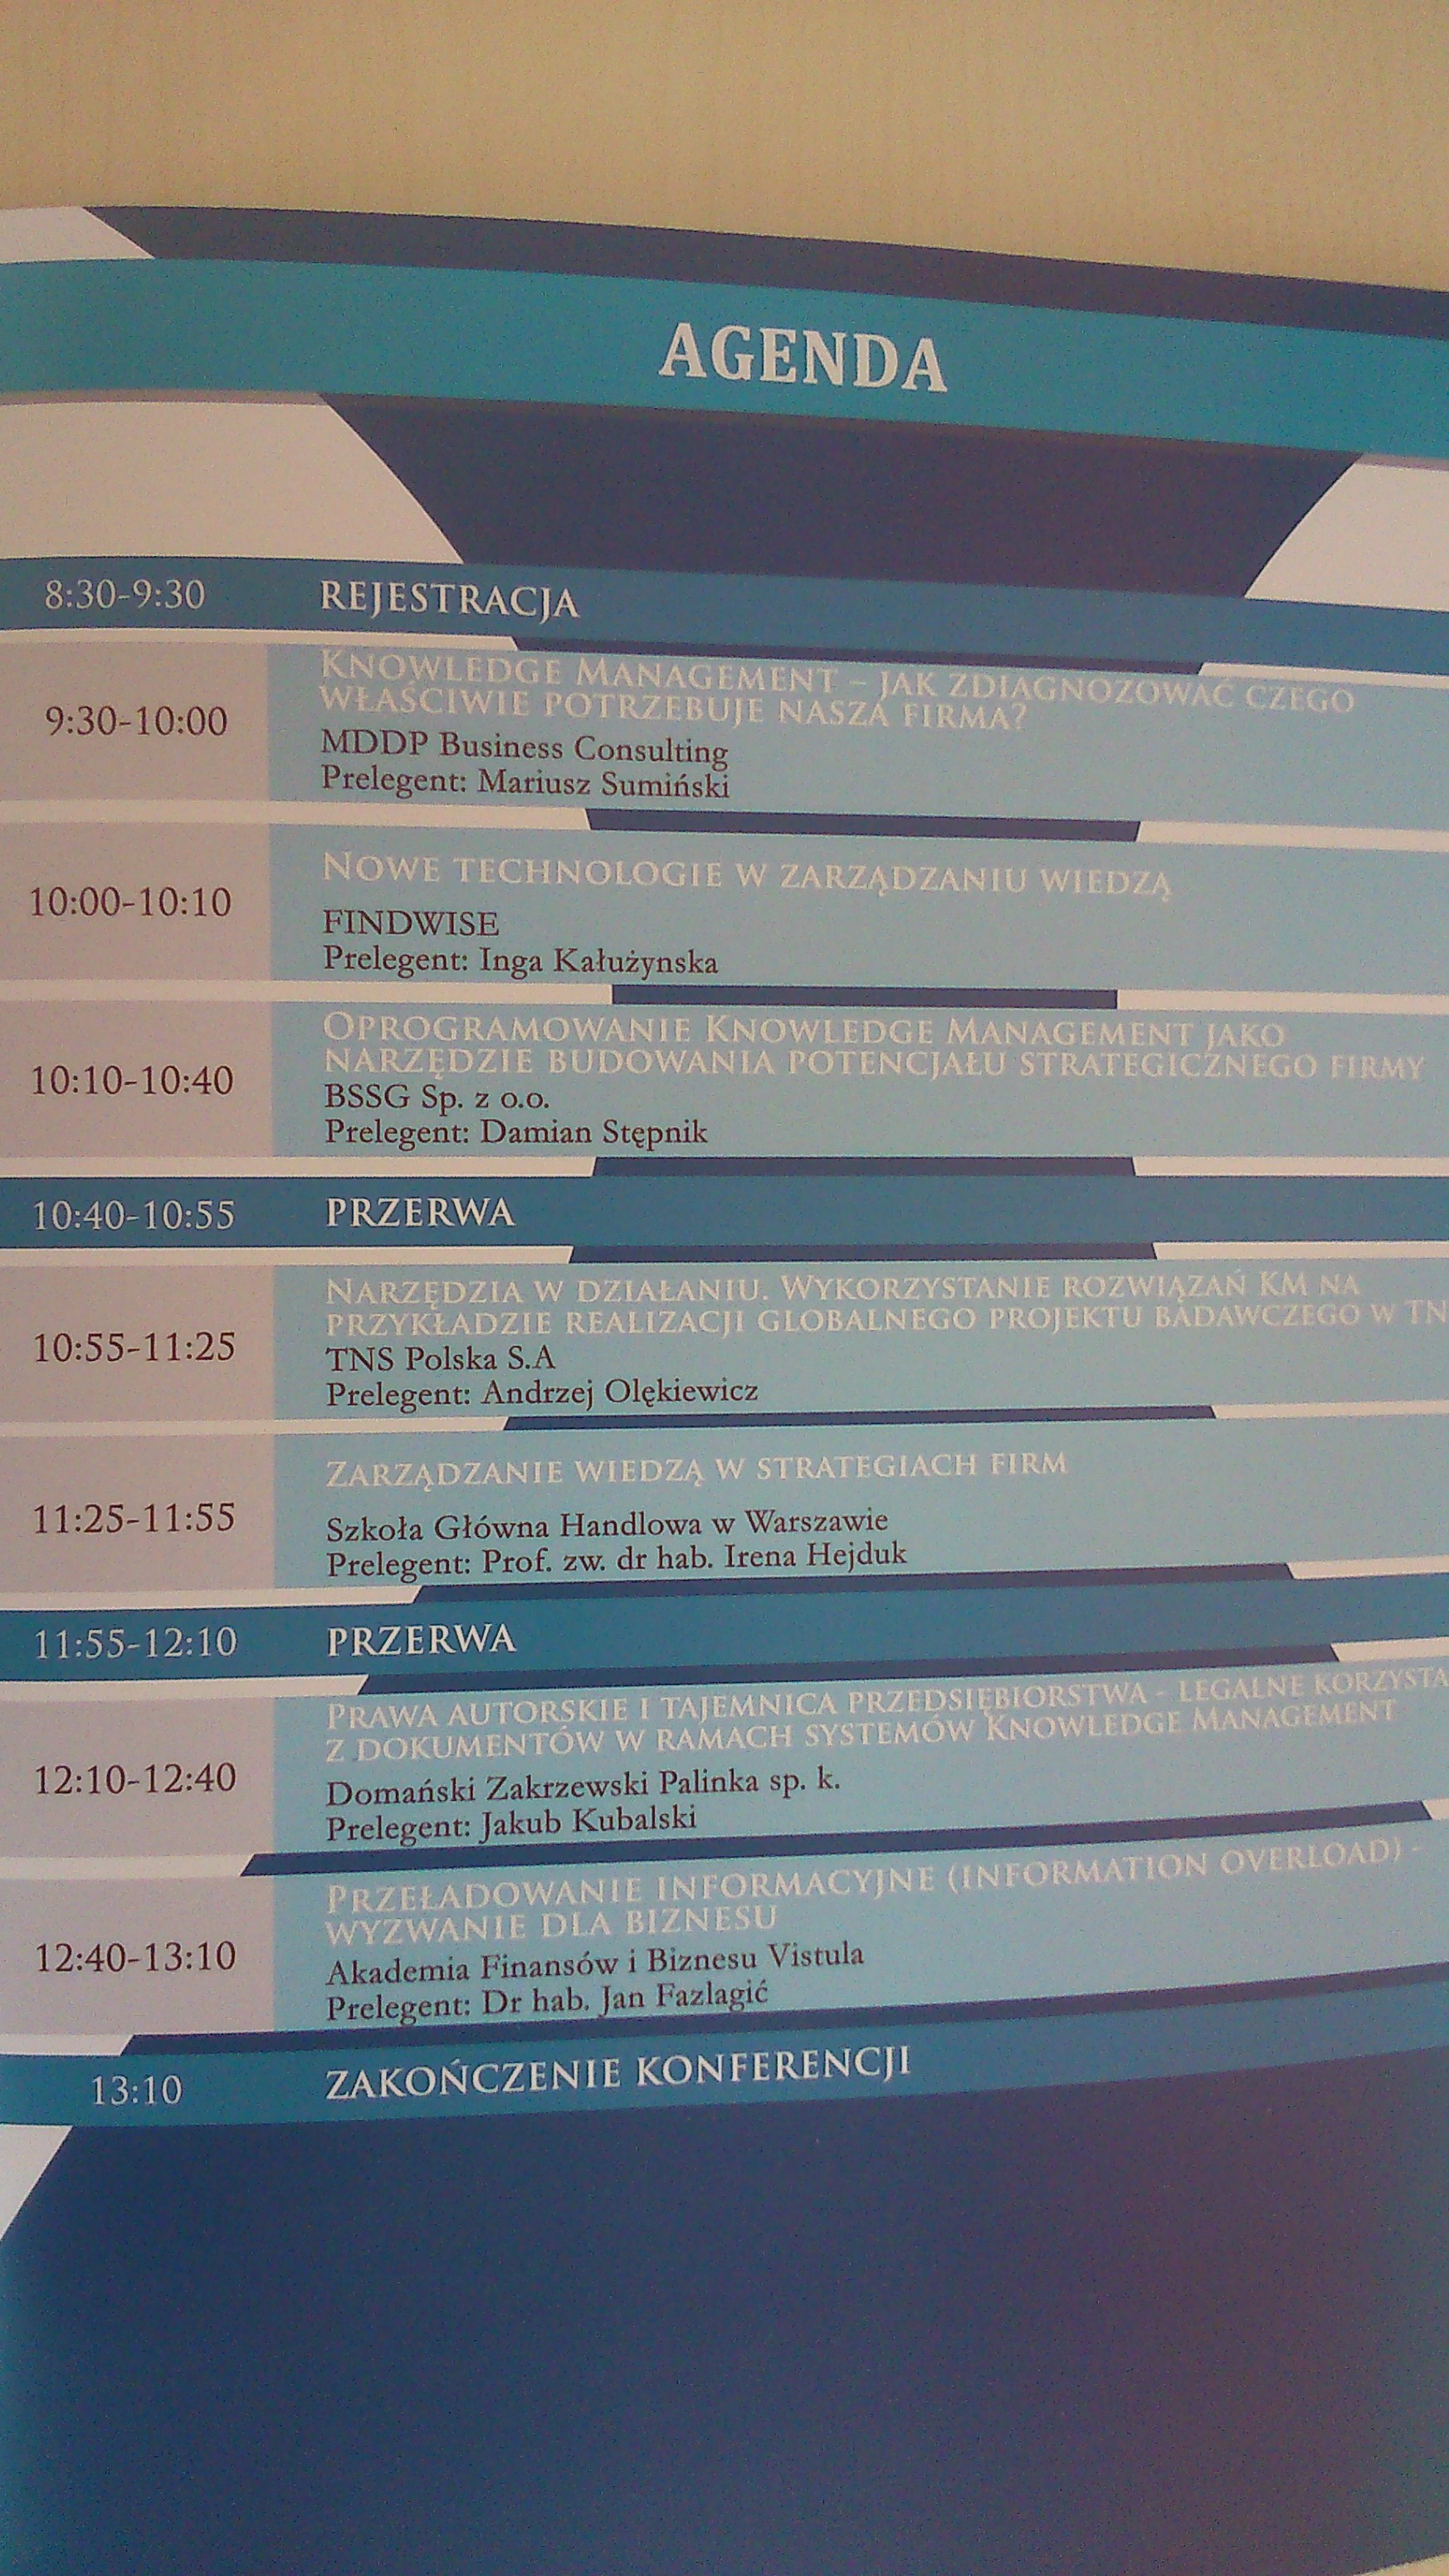 AGENDA
8:30-9:30 REJESTRACJA
Knowledge Management – jak zdiagnozować czego
właściwie potrzebuje nasza firma?
9:30-10:00
MDDP Business Consulting
Prelegent: Mariusz Sumiński
Nowe technologie w zarządzaniu wiedzą
10:00-10:10
FINDWISE
Prelegent: Inga Kałużynska
Oprogramowanie Knowledge Management jako
narzędzie budowania potencjału strategicznego firmy
10:10-10:40
BSSG Sp. z o.o.
Prelegent: Damian Stępnik
10:40-10:55 PRZERWA
Narzędzia w działaniu. Wykorzystanie rozwiązań KM na
przykładzie realizacji globalnego projektu badawczego w TN
10:55-11:25
TNS Polska S.A
Prelegent: Andrzej Olękiewicz
Zarządzanie wiedzą w strategiach firm
11:25-11:55
Szkoła Główna Handlowa w Warszawie
Prelegent: Prof. zw. dr hab. Irena Hejduk
11:55-12:10 PRZERWA
Prawa autorskie i tajemnica przedsiębiorstwa - legalne korzysta
z dokumentów w ramach systemów Knowledge Management
12:10-12:40
Domański Zakrzewski Palinka sp. k.
Prelegent: Jakub Kubalski
Przeładowanie informacyjne (information overload) -
wyzwanie dla biznesu
12:40-13:10
Akademia Finansów i Biznesu Vistula
Prelegent: Dr hab. Jan Fazlagić
13:10 ZAKOŃCZENIE KONFERENCJI